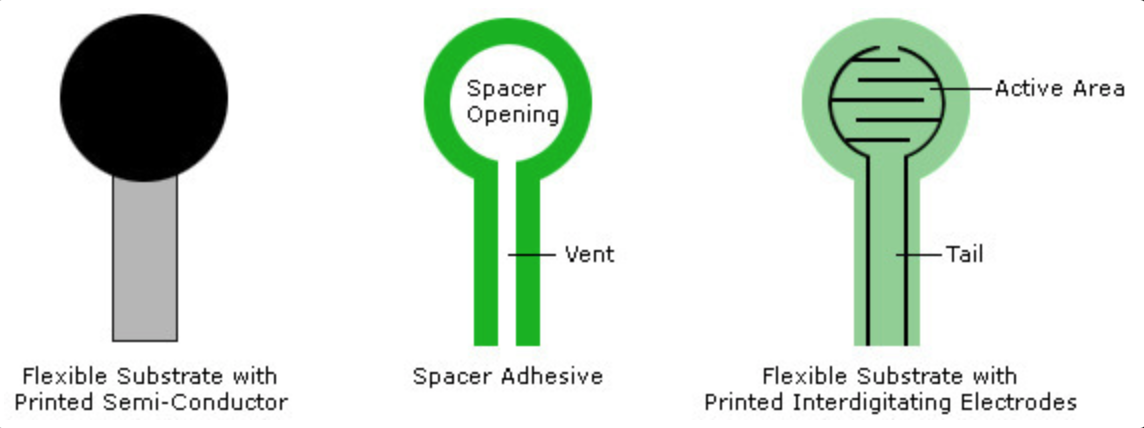 Spacer
Opening
Active Area
Vent
Tail
Flexible Substrate with
Printed Semi-Conductor
Spacer Adhesive
Flexible Substrate with
Printed Interdigitating Electrodes